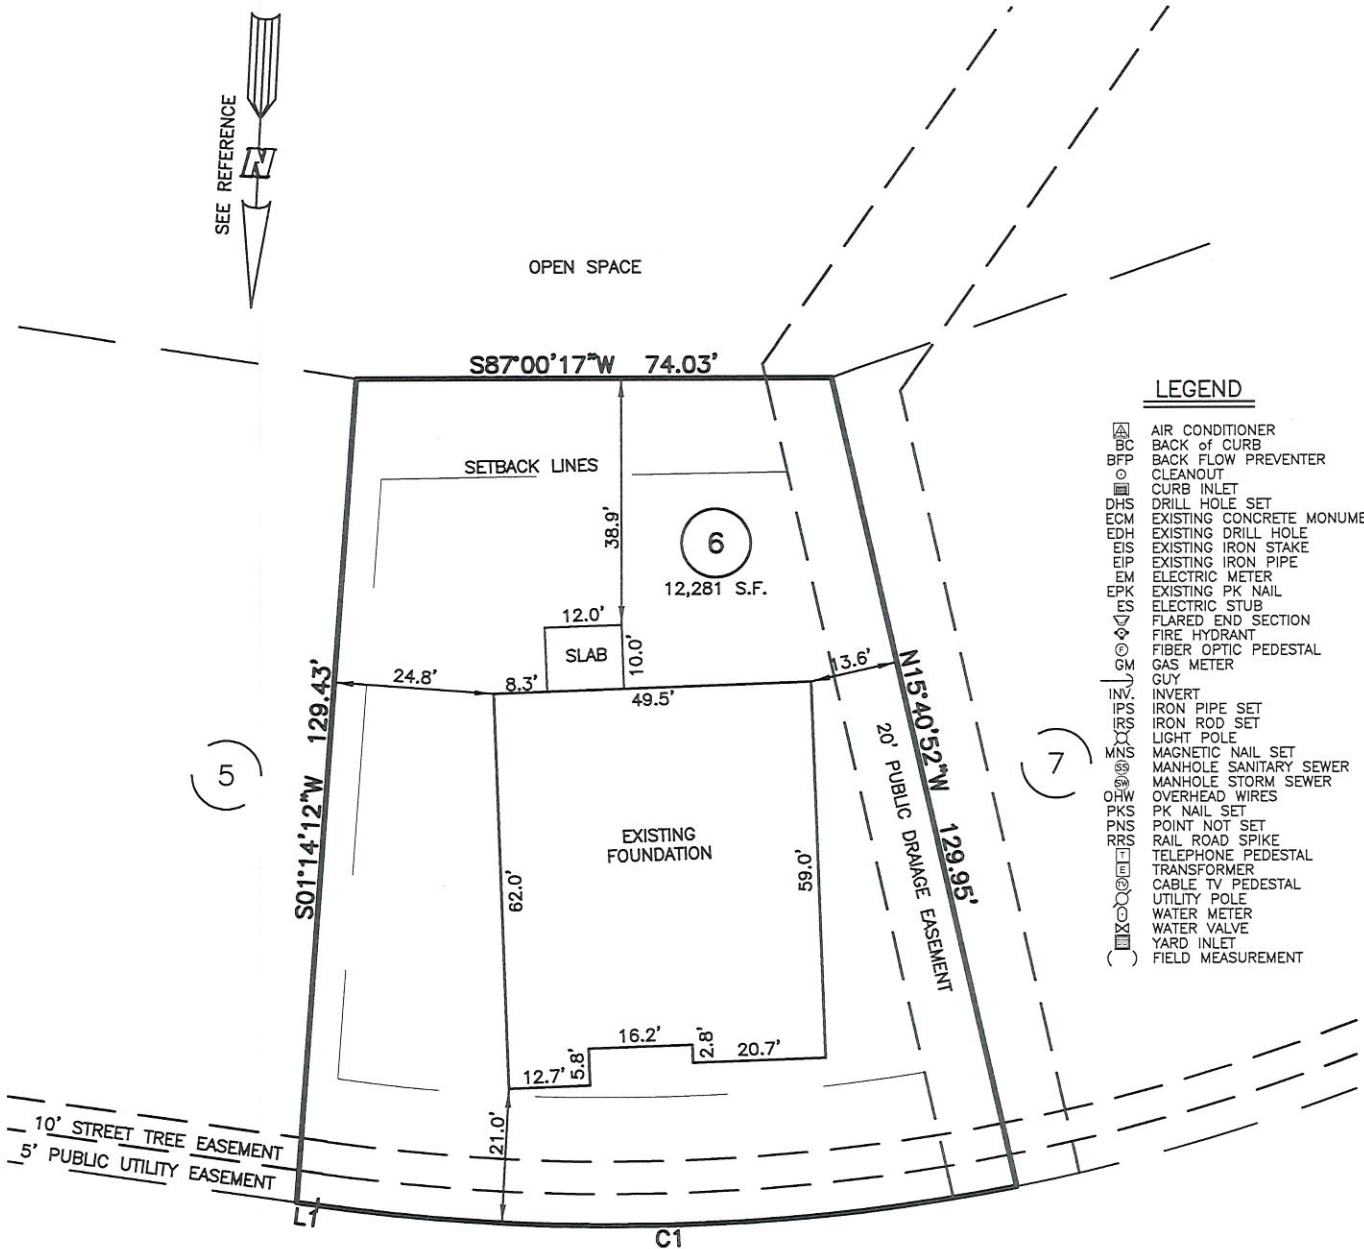 SEE REFERENCE
N
OPEN SPACE
S87°00'17"W 74.03'
SETBACK LINES
38.9'
6
12,281 S.F.
12.0'
SLAB
10.0'
24.8'
8.3'
49.5'
13.6'
S01°14'12"W 129.43'
N15°40'52"W 129.95'
20' PUBLIC DRAIAGE EASEMENT
5
7
EXISTING
FOUNDATION
62.0'
59.0'
16.2'
2.8'
20.7'
12.7'
5.8'
21.0'
10' STREET TREE EASEMENT
5' PUBLIC UTILITY EASEMENT
L1
C1
LEGEND
A AIR CONDITIONER
BC BACK of CURB
BFP BACK FLOW PREVENTER
CLEANOUT
CURB INLET
DHS DRILL HOLE SET
ECM EXISTING CONCRETE MONUME
EDH EXISTING DRILL HOLE
EIS EXISTING IRON STAKE
EIP EXISTING IRON PIPE
EM ELECTRIC METER
EPK EXISTING PK NAIL
ES ELECTRIC STUB
FLARED END SECTION
FIRE HYDRANT
F FIBER OPTIC PEDESTAL
GM GAS METER
GUY
INV. INVERT
IPS IRON PIPE SET
IRS IRON ROD SET
LIGHT POLE
MNS MAGNETIC NAIL SET
SS MANHOLE SANITARY SEWER
SW MANHOLE STORM SEWER
OHW OVERHEAD WIRES
PKS PK NAIL SET
PNS POINT NOT SET
RRS RAIL ROAD SPIKE
T TELEPHONE PEDESTAL
E TRANSFORMER
TV CABLE TV PEDESTAL
UTILITY POLE
WATER METER
WATER VALVE
YARD INLET
( ) FIELD MEASUREMENT